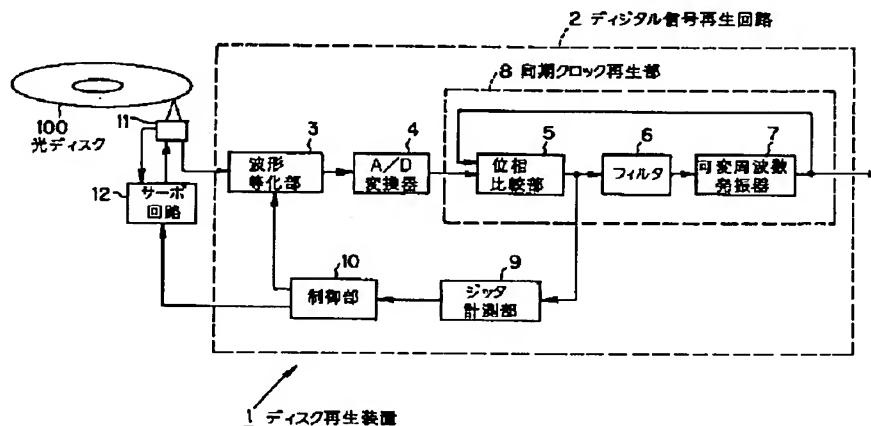 2 ディジタル信号再生回路
8 同期クロック再生部
100
光ディスク
11
12
サーボ
回路
3
波形
等化部
4
A/D
変換器
5
位相
比較部
6
フィルタ
7
可変周波数
発振器
10
制御部
9
ジッタ
計測部
1 ディスク再生装置